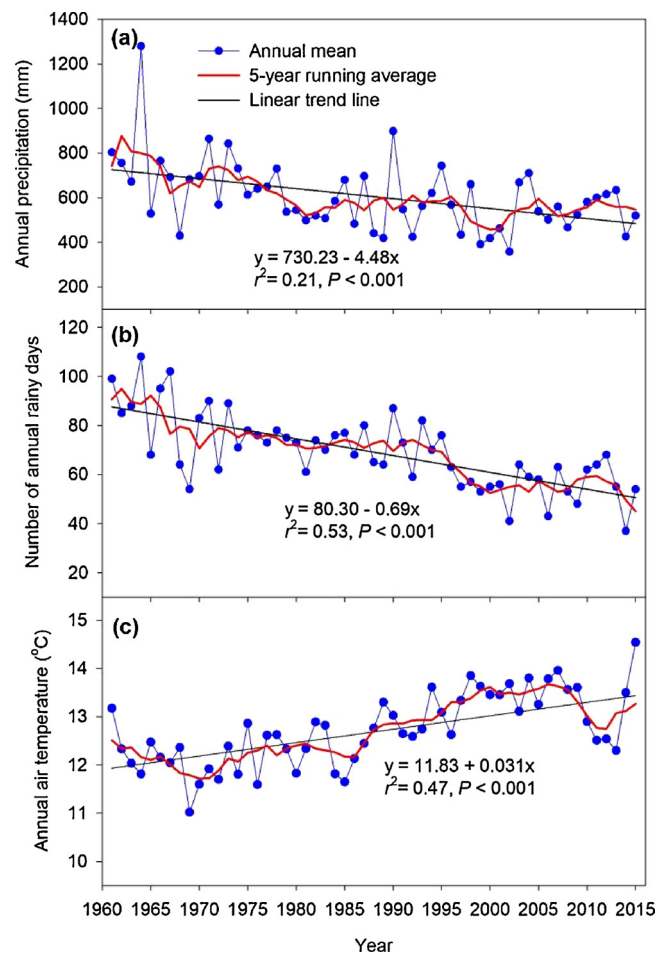 (a)
Annual mean
5-year running average
Linear trend line
1400
1200
1000
800
600
400
200
Annual precipitation (mm)
y = 730.23 - 4.48x
r²= 0.21, P < 0.001
(b)
120
100
80
60
40
20
Number of annual rainy days
y = 80.30 - 0.69x
r²= 0.53, P < 0.001
(c)
15
14
13
12
11
10
Annual air temperature (°C)
y = 11.83 + 0.031x
r²= 0.47, P < 0.001
1960 1965 1970 1975 1980 1985 1990 1995 2000 2005 2010 2015
Year